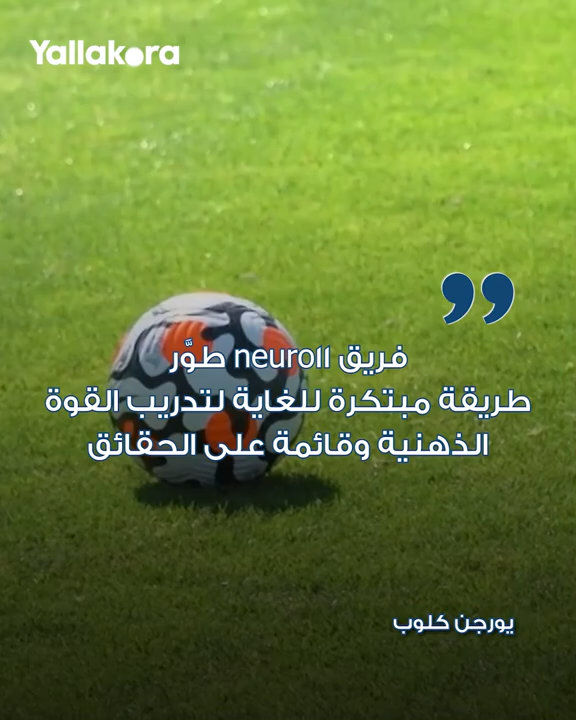 Yallakora
فريق neuro11 طوَّر
طريقة مبتكرة للغاية لتدريب القوة
الذهنية وقائمة على الحقائق
يورجن كلوب